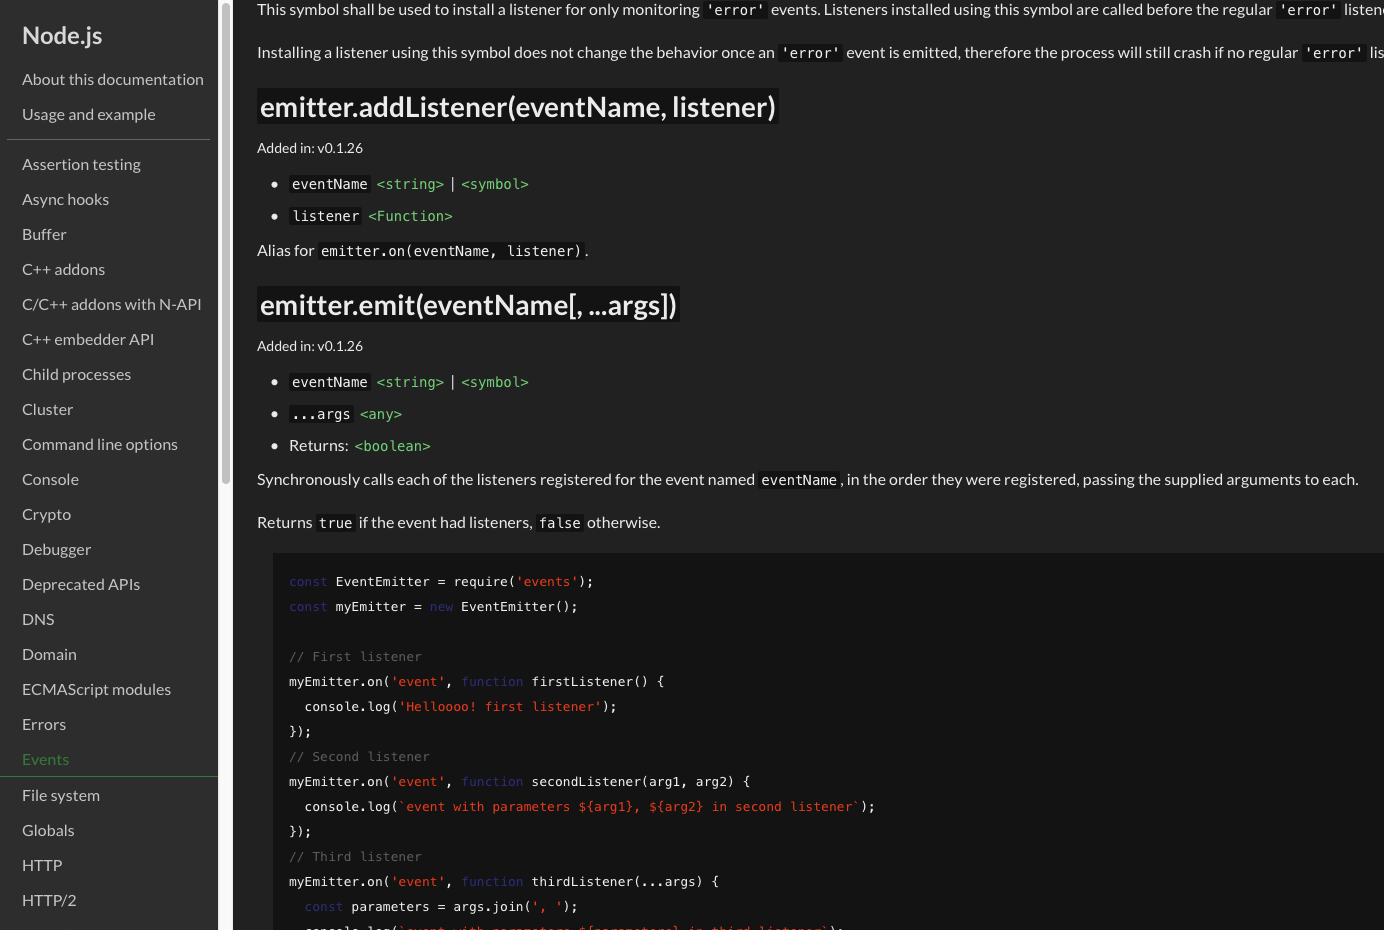 Node.js
About this documentation
Usage and example
Assertion testing
Async hooks
Buffer
C++ addons
C/C++ addons with N-API
C++ embedder API
Child processes
Cluster
Command line options
Console
Crypto
Debugger
Deprecated APIs
DNS
Domain
ECMAScript modules
Errors
Events
File system
Globals
HTTP
HTTP/2
This symbol shall be used to install a listener for only monitoring 'error' events. Listeners installed using this symbol are called before the regular 'error' listene
Installing a listener using this symbol does not change the behavior once an 'error' event is emitted, therefore the process will still crash if no regular 'error' lis
emitter.addListener(eventName, listener)
Added in: v0.1.26
• eventName <string> | <symbol>
• listener <Function>
Alias for emitter.on(eventName, listener).
emitter.emit(eventName[, ...args])
Added in: v0.1.26
• eventName <string> | <symbol>
• ...args <any>
• Returns: <boolean>
Synchronously calls each of the listeners registered for the event named eventName, in the order they were registered, passing the supplied arguments to each.
Returns true if the event had listeners, false otherwise.
const EventEmitter = require('events');
const myEmitter = new EventEmitter();
// First listener
myEmitter.on('event', function firstListener() {
  console.log('Helloooo! first listener');
});
// Second listener
myEmitter.on('event', function secondListener(arg1, arg2) {
  console.log(`event with parameters ${arg1}, ${arg2} in second listener`);
});
// Third listener
myEmitter.on('event', function thirdListener(...args) {
  const parameters = args.join(', ');
  console.log(`event with parameters ${parameters} in third listener`);